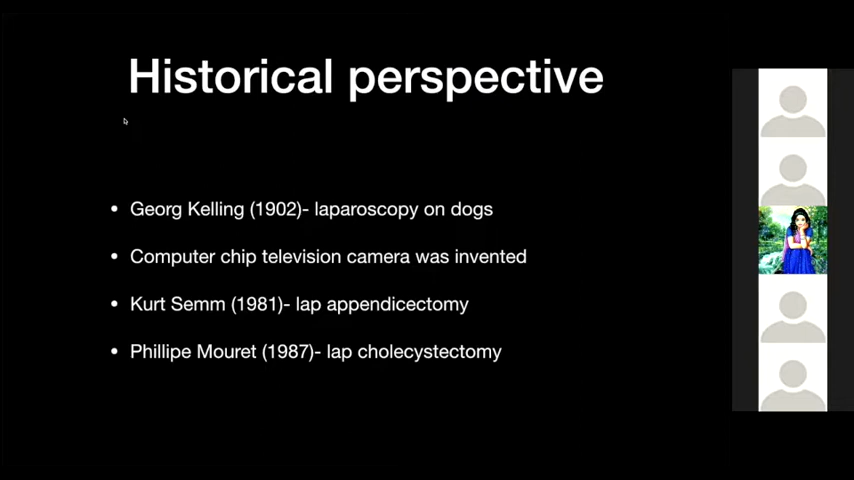 Historical perspective
• Georg Kelling (1902)- laparoscopy on dogs
• Computer chip television camera was invented
• Kurt Semm (1981)- lap appendicectomy
• Phillipe Mouret (1987)- lap cholecystectomy